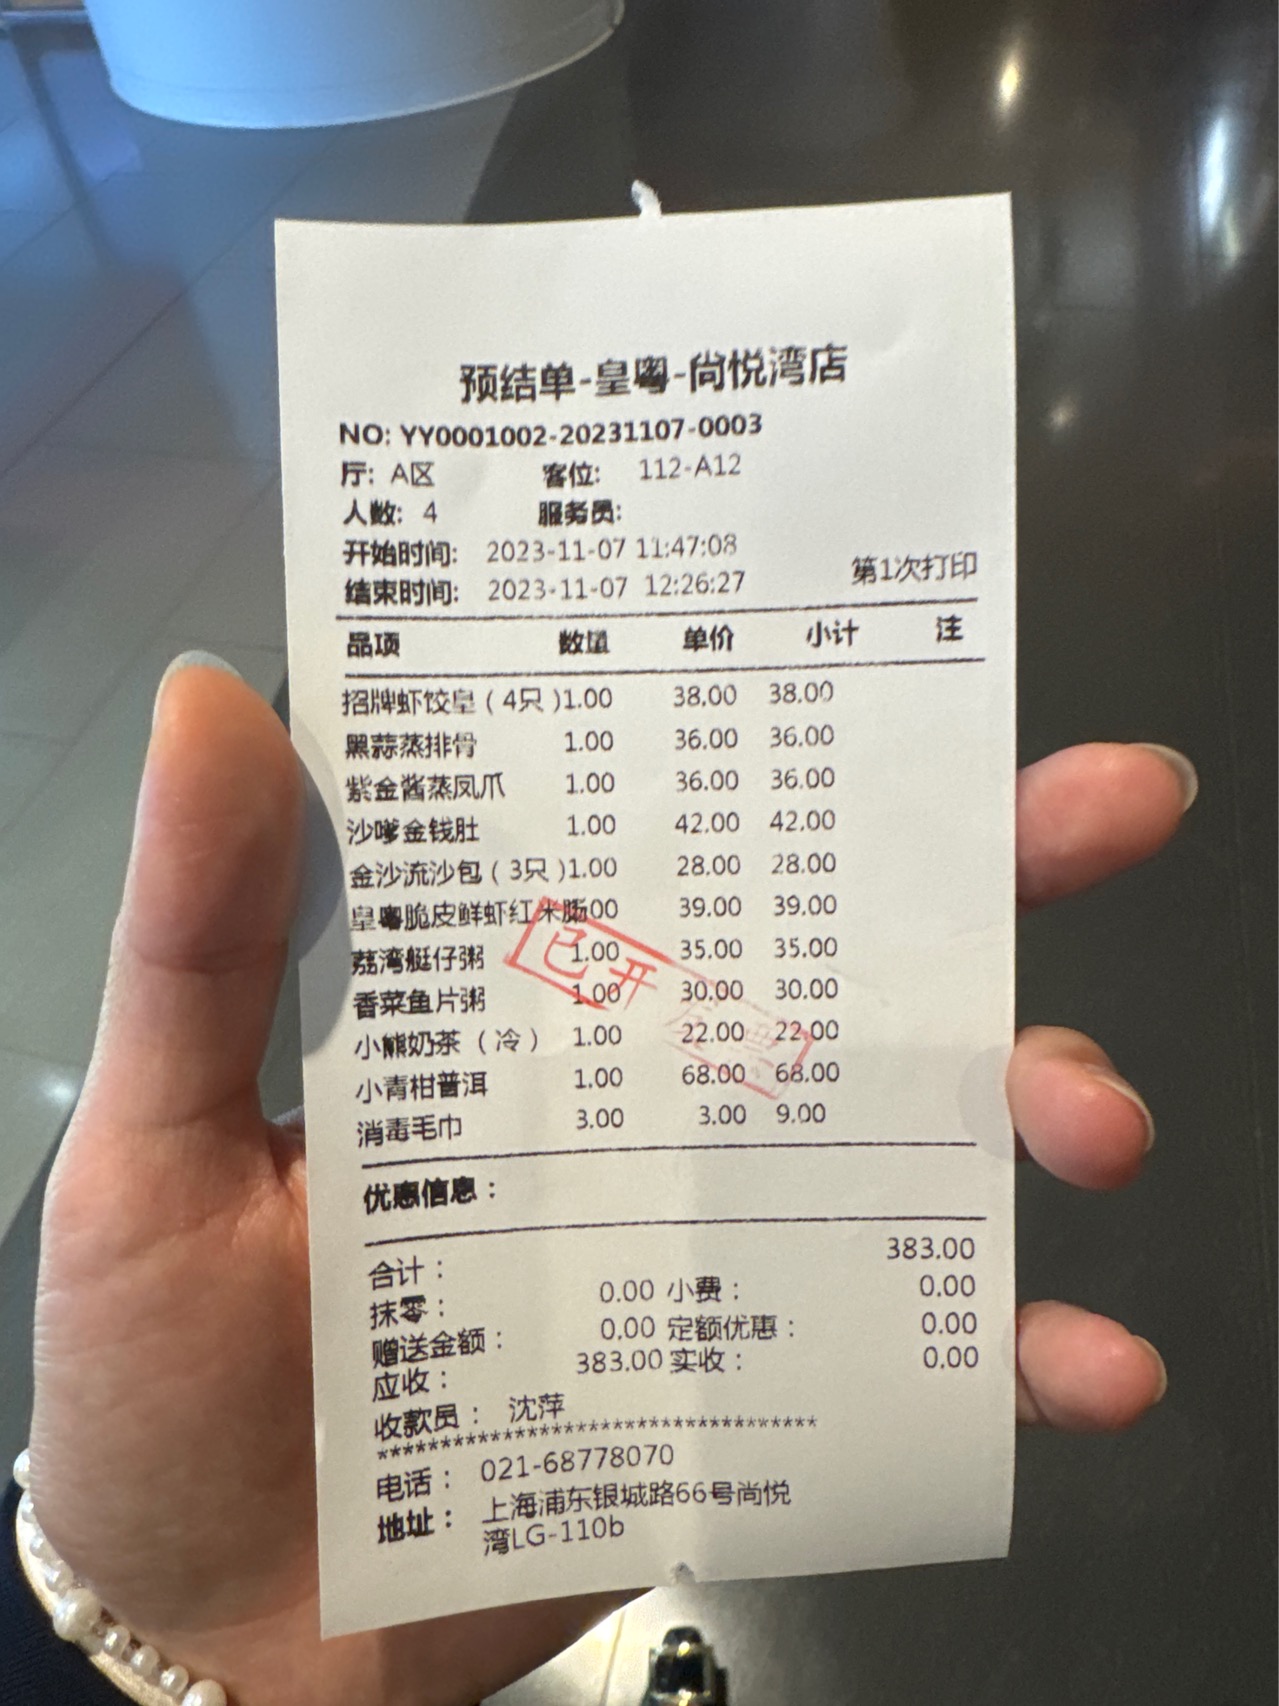 预结单-皇粤-尚悦湾店
NO: YY0001002-20231107-0003
厅: A区 客位: 112-A12
人数: 4 服务员:
开始时间: 2023-11-07 11:47:08
结束时间: 2023-11-07 12:26:27 第1次打印
品项 数量 单价 小计 注
招牌虾饺皇（4只）1.00 38.00 38.00
黑蒜蒸排骨 1.00 36.00 36.00
紫金酱蒸凤爪 1.00 36.00 36.00
沙嗲金钱肚 1.00 42.00 42.00
金沙流沙包（3只）1.00 28.00 28.00
皇粤脆皮鲜虾红米肠 .00 39.00 39.00
荔湾艇仔粥 1.00 35.00 35.00
香菜鱼片粥 1.00 30.00 30.00
小熊奶茶（冷） 1.00 22.00 22.00
小青柑普洱 1.00 68.00 68.00
消毒毛巾 3.00 3.00 9.00
已开发票
优惠信息：
合计： 383.00
抹零： 0.00 小费： 0.00
赠送金额： 0.00 定额优惠： 0.00
应收： 383.00 实收： 0.00
收款员： 沈萍
**************************************
电话： 021-68778070
地址： 上海浦东银城路66号尚悦
湾LG-110b